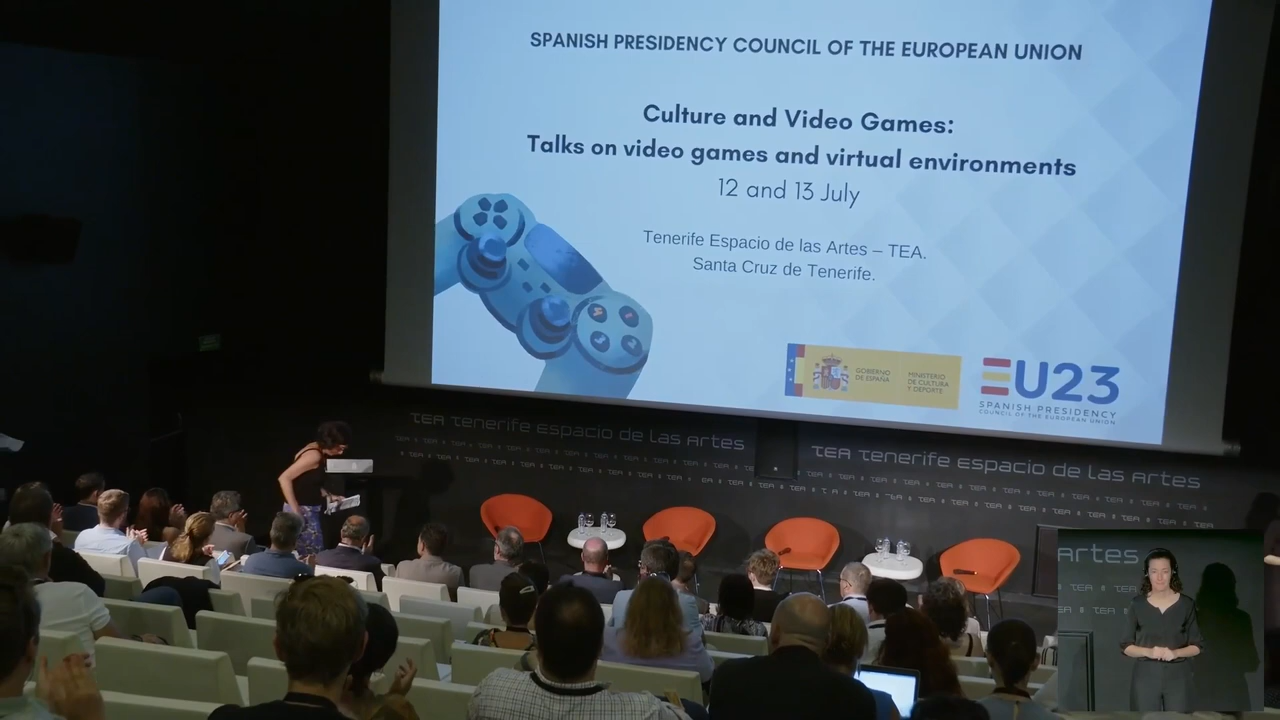 SPANISH PRESIDENCY COUNCIL OF THE EUROPEAN UNION
Culture and Video Games:
Talks on video games and virtual environments
12 and 13 July
Tenerife Espacio de las Artes – TEA.
Santa Cruz de Tenerife.
GOBIERNO
DE ESPAÑA
MINISTERIO
DE CULTURA
Y DEPORTE
EU23
SPANISH PRESIDENCY
COUNCIL OF THE EUROPEAN UNION
TEA Tenerife Espacio de las Artes
TEA Tenerife Espacio de las Artes
Artes